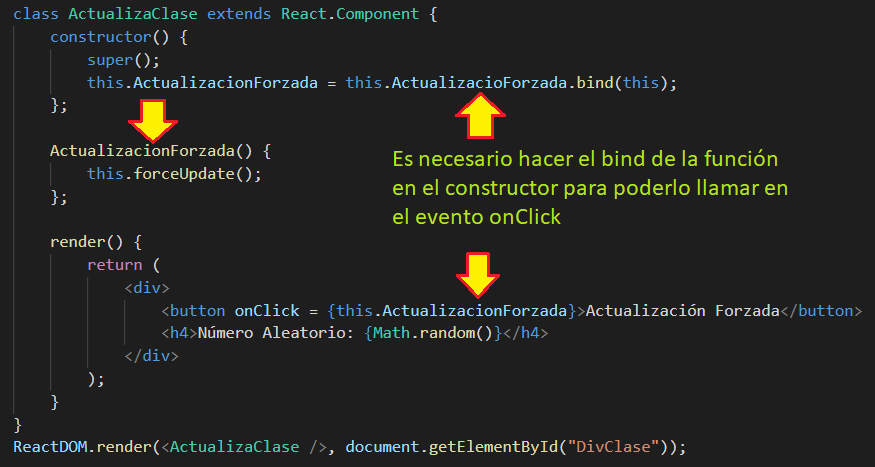 class ActualizaClase extends React.Component {
    constructor() {
        super();
        this.ActualizacionForzada = this.ActualizacioForzada.bind(this);
    };
    ActualizacionForzada() {
        this.forceUpdate();
    };
Es necesario hacer el bind de la función
en el constructor para poderlo llamar en
el evento onClick
    render() {
        return (
            <div>
                <button onClick = {this.ActualizacionForzada}>Actualización Forzada</button>
                <h4>Número Aleatorio: {Math.random()}</h4>
            </div>
        );
    }
}
ReactDOM.render(<ActualizaClase />, document.getElementById("DivClase"));